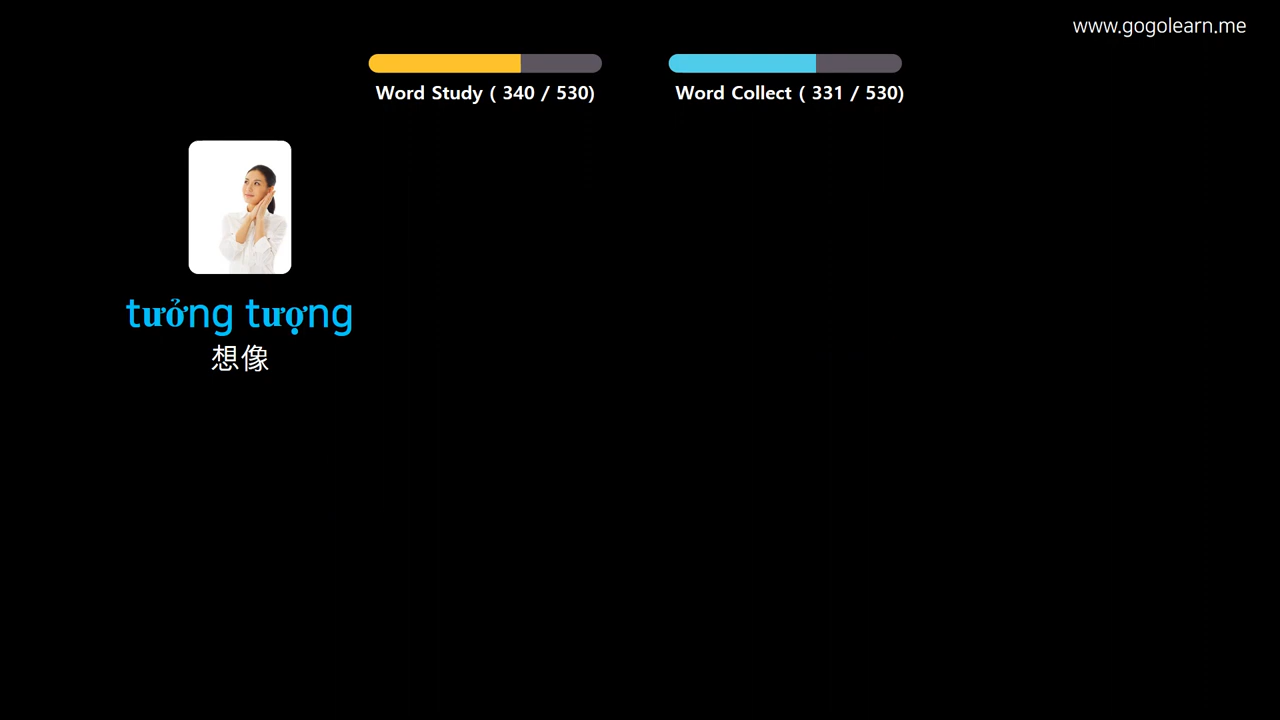 www.gogolearn.me
Word Study ( 340 / 530)
Word Collect ( 331 / 530)
tưởng tượng
想像